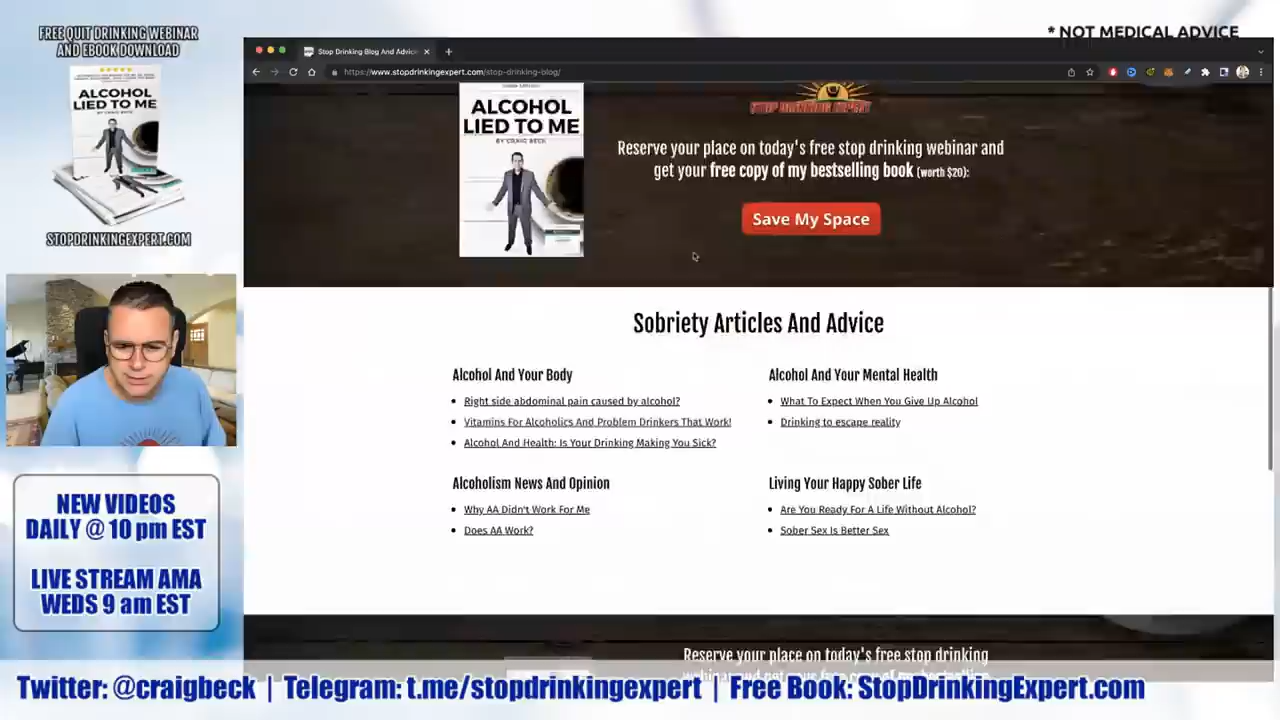 FREE QUIT DRINKING WEBINAR
AND EBOOK DOWNLOAD
ALCOHOL
LIED TO ME
BY CRAIG BECK
STOPDRINKINGEXPERT.COM
NEW VIDEOS
DAILY @ 10 pm EST
LIVE STREAM AMA
WEDS 9 am EST
* NOT MEDICAL ADVICE
Stop Drinking Blog And Advic
https://www.stopdrinkingexpert.com/stop-drinking-blog/
ALCOHOL
LIED TO ME
BY CRAIG BECK
STOP DRINKING EXPERT
Reserve your place on today's free stop drinking webinar and
get your free copy of my bestselling book (worth $20):
Save My Space
Sobriety Articles And Advice
Alcohol And Your Body
Right side abdominal pain caused by alcohol?
Vitamins For Alcoholics And Problem Drinkers That Work!
Alcohol And Health: Is Your Drinking Making You Sick?
Alcohol And Your Mental Health
What To Expect When You Give Up Alcohol
Drinking to escape reality
Alcoholism News And Opinion
Why AA Didn't Work For Me
Does AA Work?
Living Your Happy Sober Life
Are You Ready For A Life Without Alcohol?
Sober Sex Is Better Sex
Reserve your place on today's free stop drinking
Twitter: @craigbeck | Telegram: t.me/stopdrinkingexpert | Free Book: StopDrinkingExpert.com